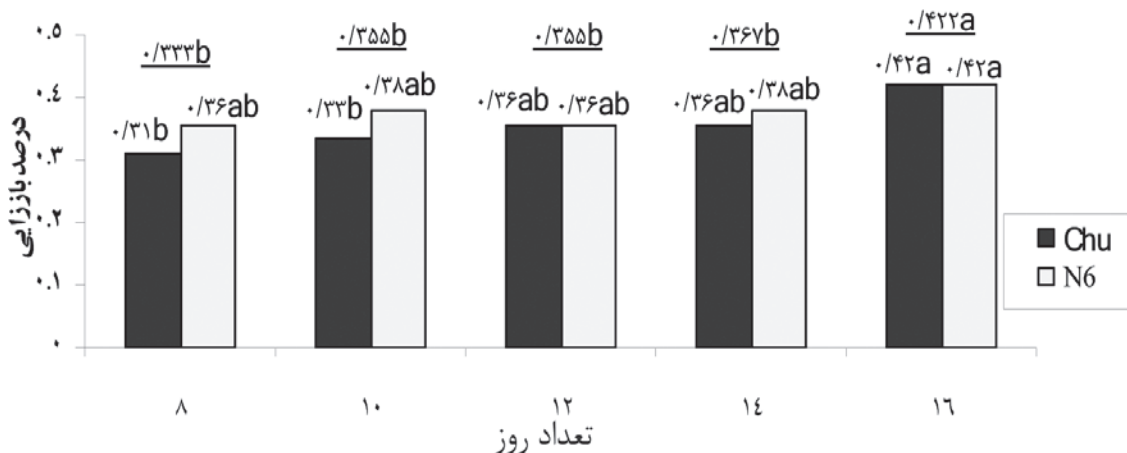 درصد باززایی
۰.۵
۰.۴
۰.۳
۰.۲
۰.۱
۰
۰/۳۳۳b
۰/۳۵۵b
۰/۳۵۵b
۰/۳۶۷b
۰/۴۲۲a
۰/۳۱b
۰/۳۶ab
۰/۳۳b
۰/۳۸ab
۰/۳۶ab
۰/۳۶ab
۰/۳۶ab
۰/۳۸ab
۰/۴۲a
۰/۴۲a
۸
۱۰
۱۲
۱٤
۱٦
تعداد روز
Chu
N6